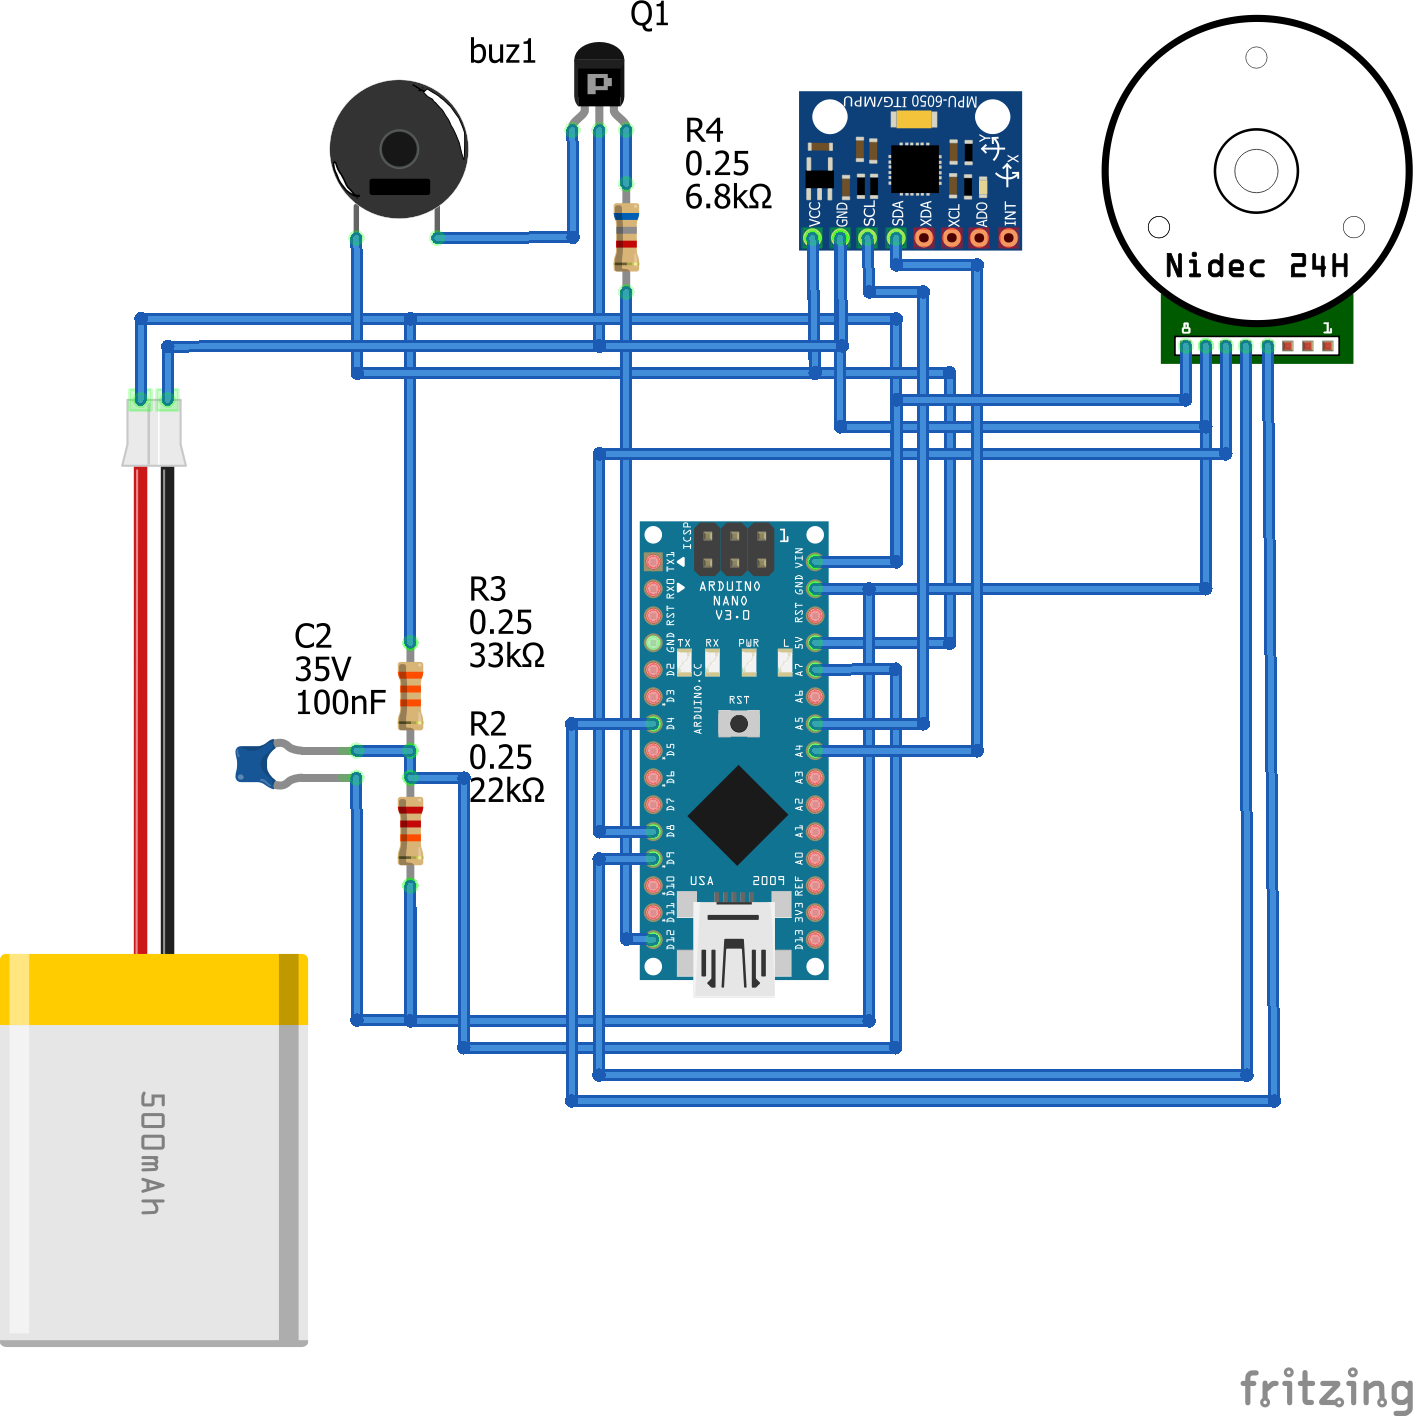 Q1
buz1
R4
0.25
6.8kΩ
MPU-6050 ITG/MPU
Y
X
VCC
GND
SCL
SDA
XDA
XCL
ADO
INT
Nidec 24H
8
1
ICSP
1
ARDUINO
NANO
V3.0
TX1
RX0
RST
GND
D2
D3
D4
D5
D6
D7
D8
D9
D10
D11
D12
VIN
GND
RST
5V
A7
A6
A5
A4
A3
A2
A1
A0
REF
3V3
D13
TX
RX
PWR
L
ARDUINO.CC
RST
USA
2009
R3
0.25
33kΩ
C2
35V
100nF
R2
0.25
22kΩ
500mAh
fritzing